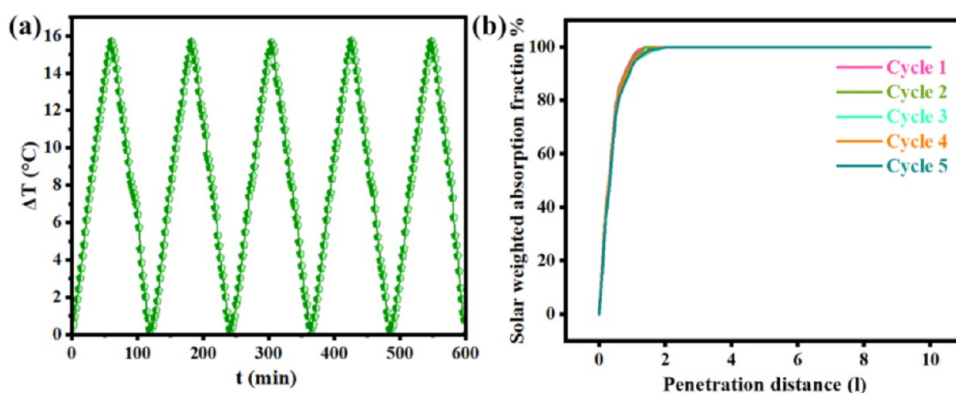 (a)
16
14
12
10
8
6
4
2
0
ΔT (°C)
0 100 200 300 400 500 600
t (min)
(b)
100
80
60
40
20
0
Solar weighted absorption fraction %
Cycle 1
Cycle 2
Cycle 3
Cycle 4
Cycle 5
0 2 4 6 8 10
Penetration distance (l)